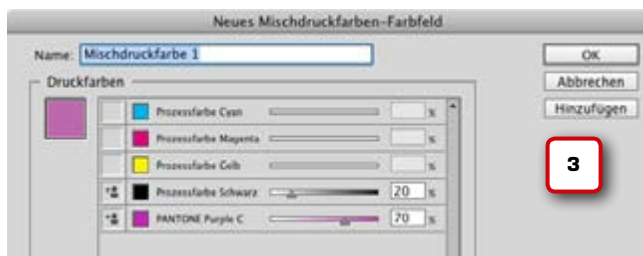 Neues Mischdruckfarben-Farbfeld
Name: Mischdruckfarbe 1
OK
Druckfarben
Abbrechen
Hinzufügen
Prozessfarbe Cyan %
Prozessfarbe Magenta %
Prozessfarbe Gelb %
Prozessfarbe Schwarz 20 %
PANTONE Purple C 70 %
3